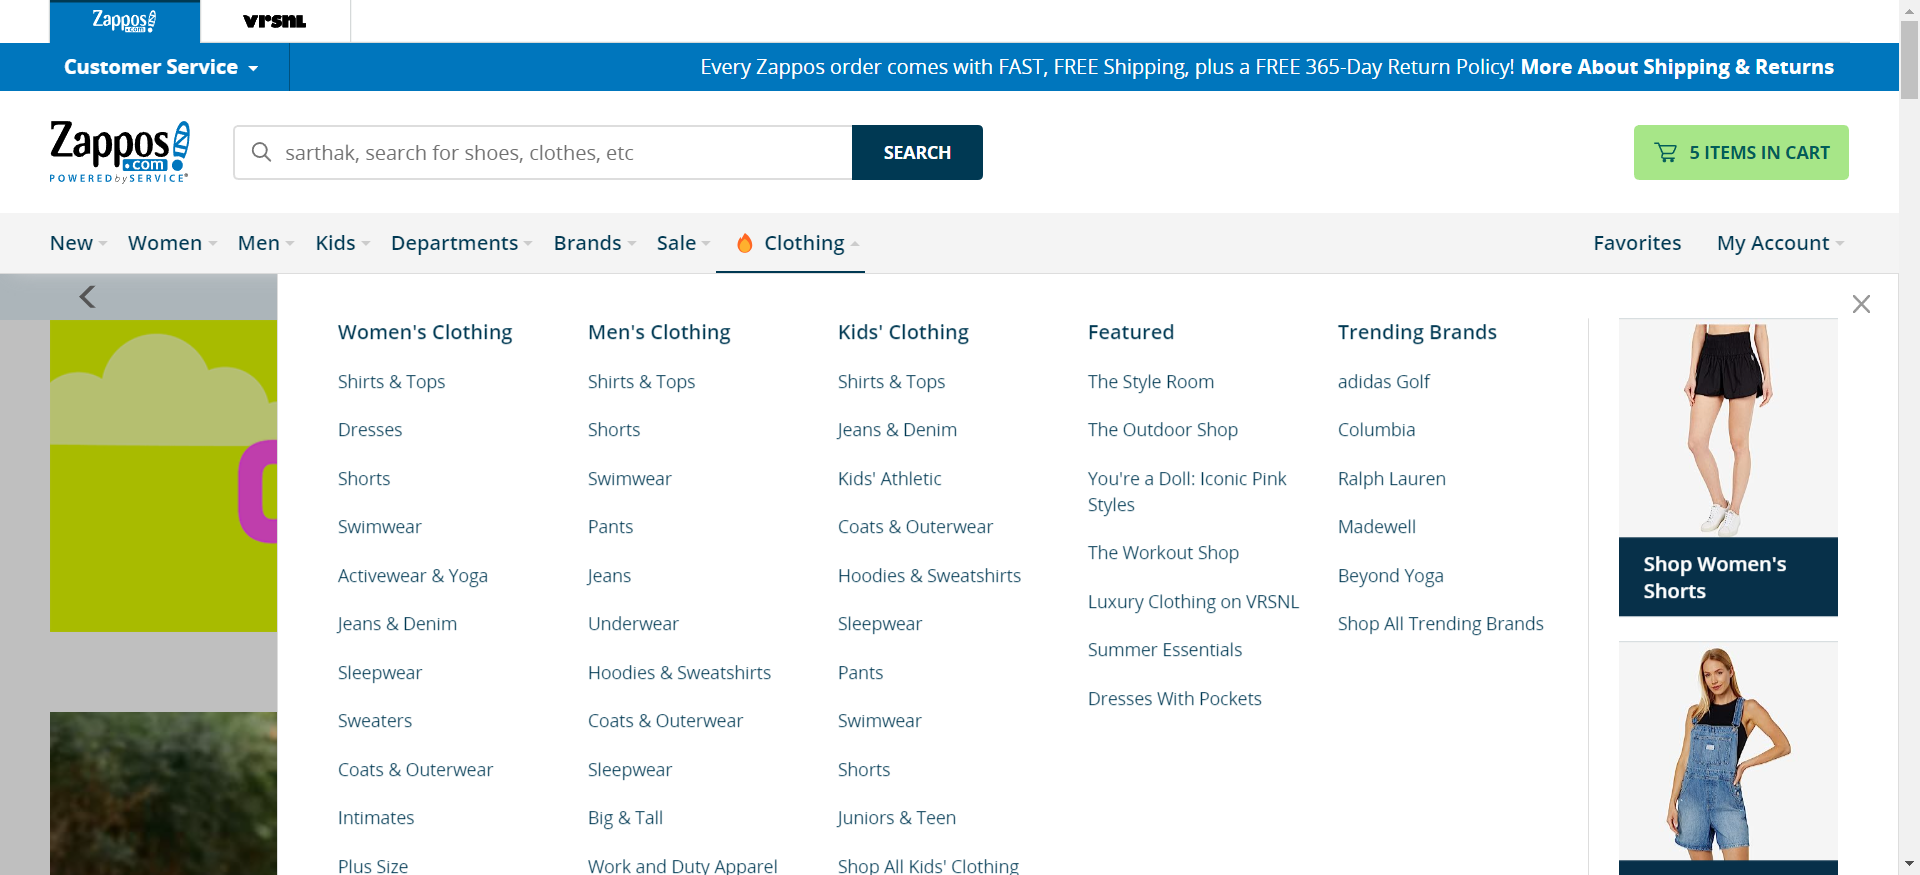 Zappos .com
vrsnl
Customer Service
Every Zappos order comes with FAST, FREE Shipping, plus a FREE 365-Day Return Policy! More About Shipping & Returns
Zappos .com
POWERED by SERVICE®
sarthak, search for shoes, clothes, etc
SEARCH
5 ITEMS IN CART
New
Women
Men
Kids
Departments
Brands
Sale
Clothing
Favorites
My Account
Women's Clothing
Shirts & Tops
Dresses
Shorts
Swimwear
Activewear & Yoga
Jeans & Denim
Sleepwear
Sweaters
Coats & Outerwear
Intimates
Plus Size
Men's Clothing
Shirts & Tops
Shorts
Swimwear
Pants
Jeans
Underwear
Hoodies & Sweatshirts
Coats & Outerwear
Sleepwear
Big & Tall
Work and Duty Apparel
Kids' Clothing
Shirts & Tops
Jeans & Denim
Kids' Athletic
Coats & Outerwear
Hoodies & Sweatshirts
Sleepwear
Pants
Swimwear
Shorts
Juniors & Teen
Shop All Kids' Clothing
Featured
The Style Room
The Outdoor Shop
You're a Doll: Iconic Pink
Styles
The Workout Shop
Luxury Clothing on VRSNL
Summer Essentials
Dresses With Pockets
Trending Brands
adidas Golf
Columbia
Ralph Lauren
Madewell
Beyond Yoga
Shop All Trending Brands
Shop Women's
Shorts